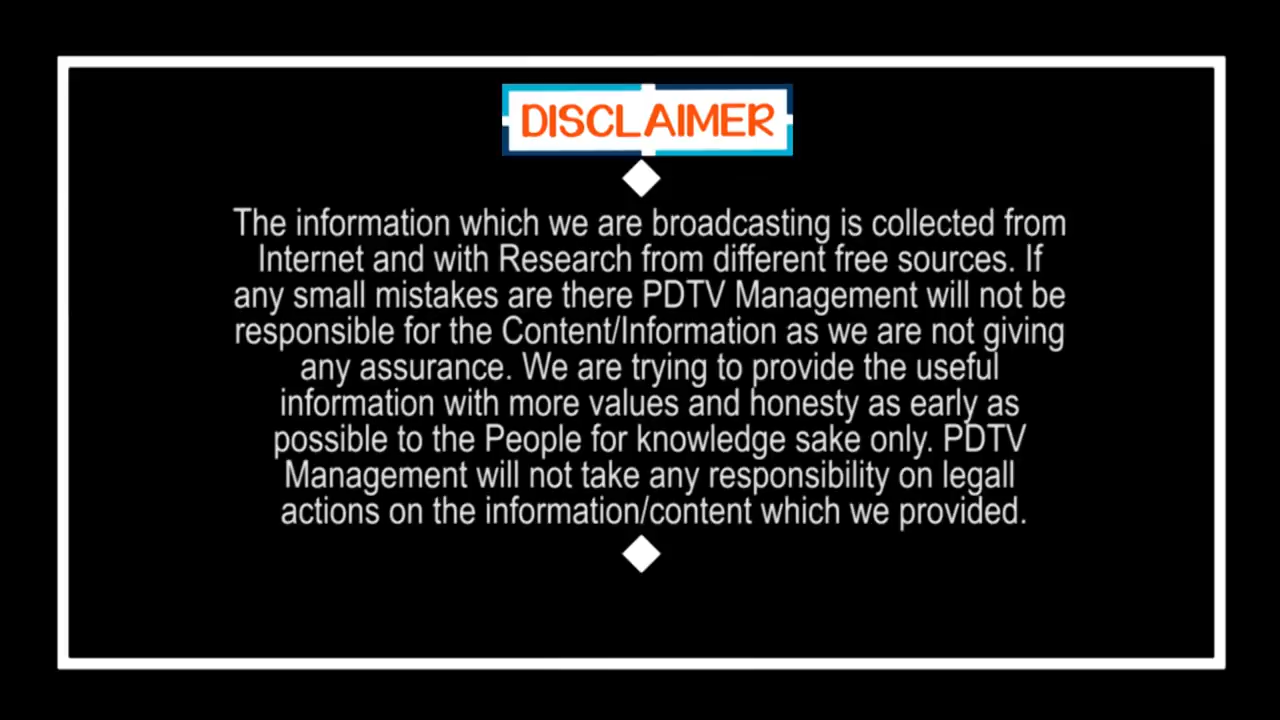 DISCLAIMER
The information which we are broadcasting is collected from
Internet and with Research from different free sources. If
any small mistakes are there PDTV Management will not be
responsible for the Content/Information as we are not giving
any assurance. We are trying to provide the useful
information with more values and honesty as early as
possible to the People for knowledge sake only. PDTV
Management will not take any responsibility on legall
actions on the information/content which we provided.